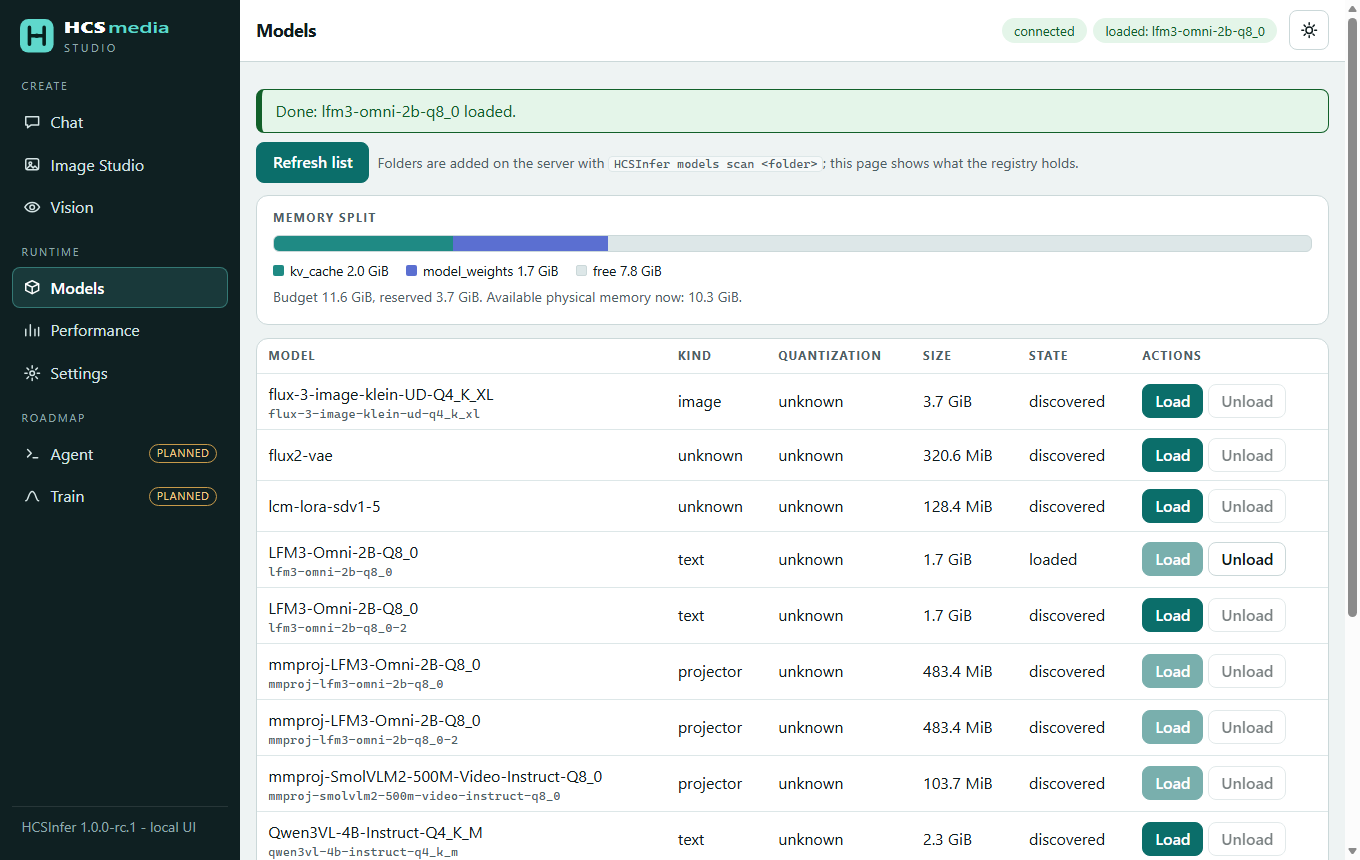 HCS media
STUDIO
CREATE
Chat
Image Studio
Vision
RUNTIME
Models
Performance
Settings
ROADMAP
Agent PLANNED
Train PLANNED
HCSInfer 1.0.0-rc.1 - local UI
Models connected loaded: lfm3-omni-2b-q8_0
Done: lfm3-omni-2b-q8_0 loaded.
Refresh list Folders are added on the server with HCSInfer models scan <folder>; this page shows what the registry holds.
MEMORY SPLIT
kv_cache 2.0 GiB model_weights 1.7 GiB free 7.8 GiB
Budget 11.6 GiB, reserved 3.7 GiB. Available physical memory now: 10.3 GiB.
MODEL KIND QUANTIZATION SIZE STATE ACTIONS
flux-3-image-klein-UD-Q4_K_XL image unknown 3.7 GiB discovered Load Unload
flux-3-image-klein-ud-q4_k_xl
flux2-vae unknown unknown 320.6 MiB discovered Load Unload
lcm-lora-sdv1-5 unknown unknown 128.4 MiB discovered Load Unload
LFM3-Omni-2B-Q8_0 text unknown 1.7 GiB loaded Load Unload
lfm3-omni-2b-q8_0
LFM3-Omni-2B-Q8_0 text unknown 1.7 GiB discovered Load Unload
lfm3-omni-2b-q8_0-2
mmproj-LFM3-Omni-2B-Q8_0 projector unknown 483.4 MiB discovered Load Unload
mmproj-lfm3-omni-2b-q8_0
mmproj-LFM3-Omni-2B-Q8_0 projector unknown 483.4 MiB discovered Load Unload
mmproj-lfm3-omni-2b-q8_0-2
mmproj-SmolVLM2-500M-Video-Instruct-Q8_0 projector unknown 103.7 MiB discovered Load Unload
mmproj-smolvlm2-500m-video-instruct-q8_0
Qwen3VL-4B-Instruct-Q4_K_M text unknown 2.3 GiB discovered Load Unload
qwen3vl-4b-instruct-q4_k_m